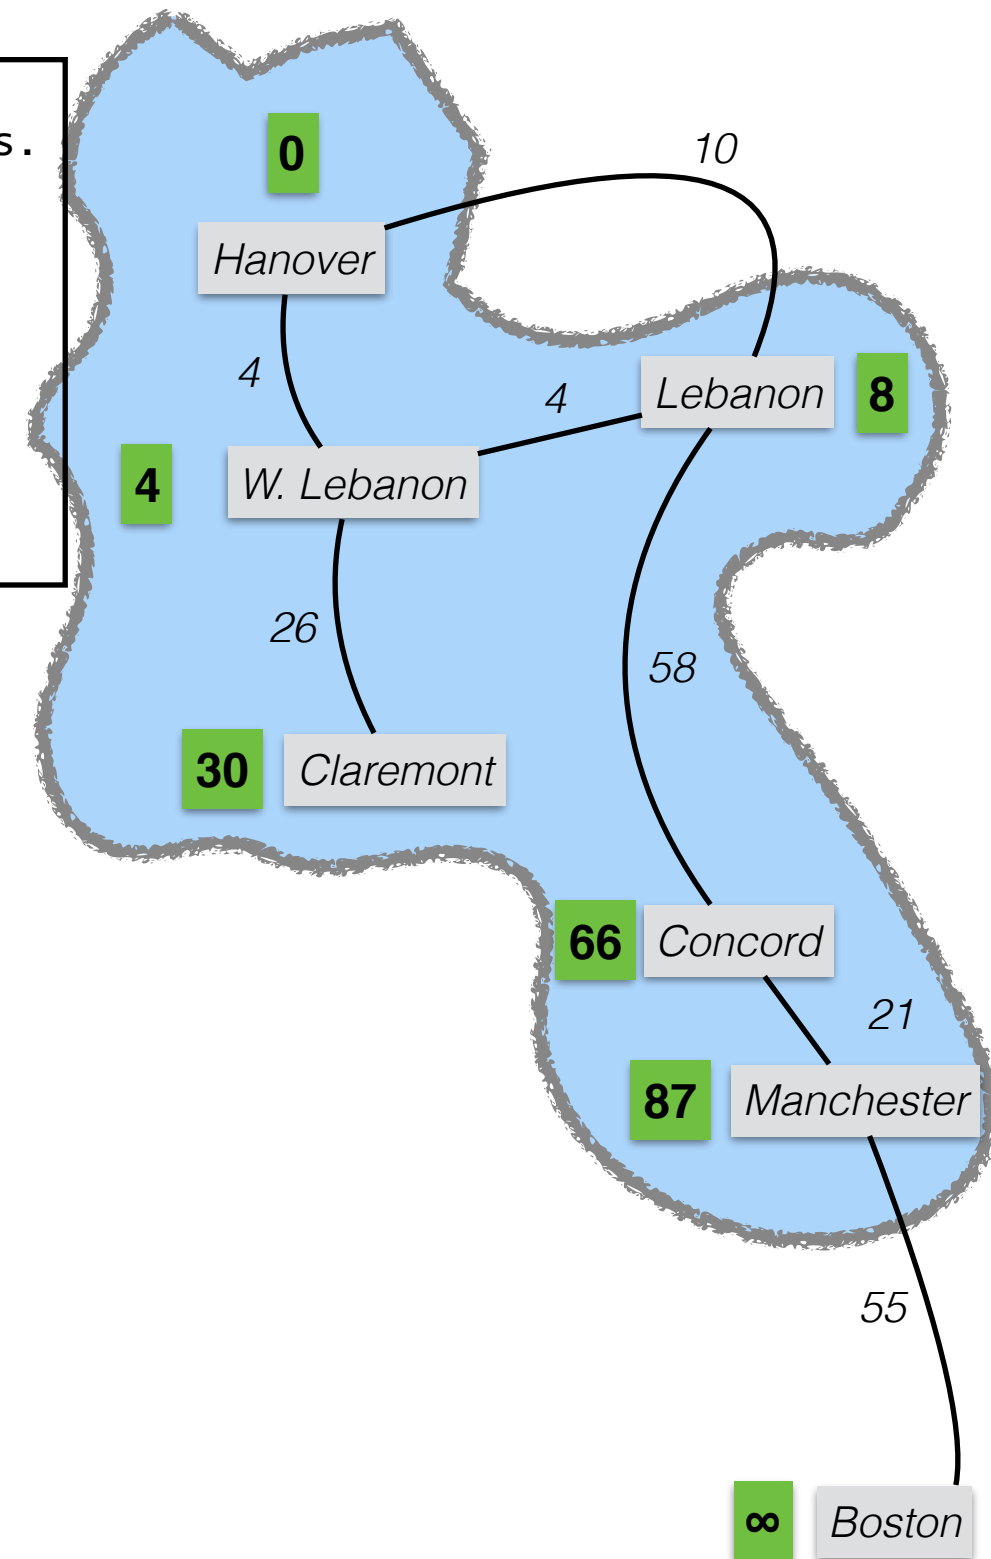 s.
0
10
Hanover
4
4
Lebanon
8
4
W. Lebanon
26
58
30
Claremont
66
Concord
21
87
Manchester
55
∞
Boston